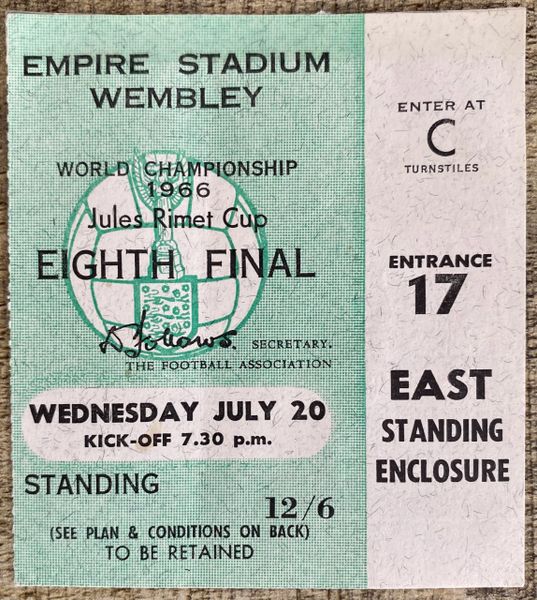 EMPIRE STADIUM
WEMBLEY
WORLD CHAMPIONSHIP
1966
Jules Rimet Cup
EIGHTH FINAL
D Follows.
SECRETARY.
THE FOOTBALL ASSOCIATION
WEDNESDAY JULY 20
KICK-OFF 7.30 p.m.
STANDING
12/6
(SEE PLAN & CONDITIONS ON BACK)
TO BE RETAINED
ENTER AT
C
TURNSTILES
ENTRANCE
17
EAST
STANDING
ENCLOSURE